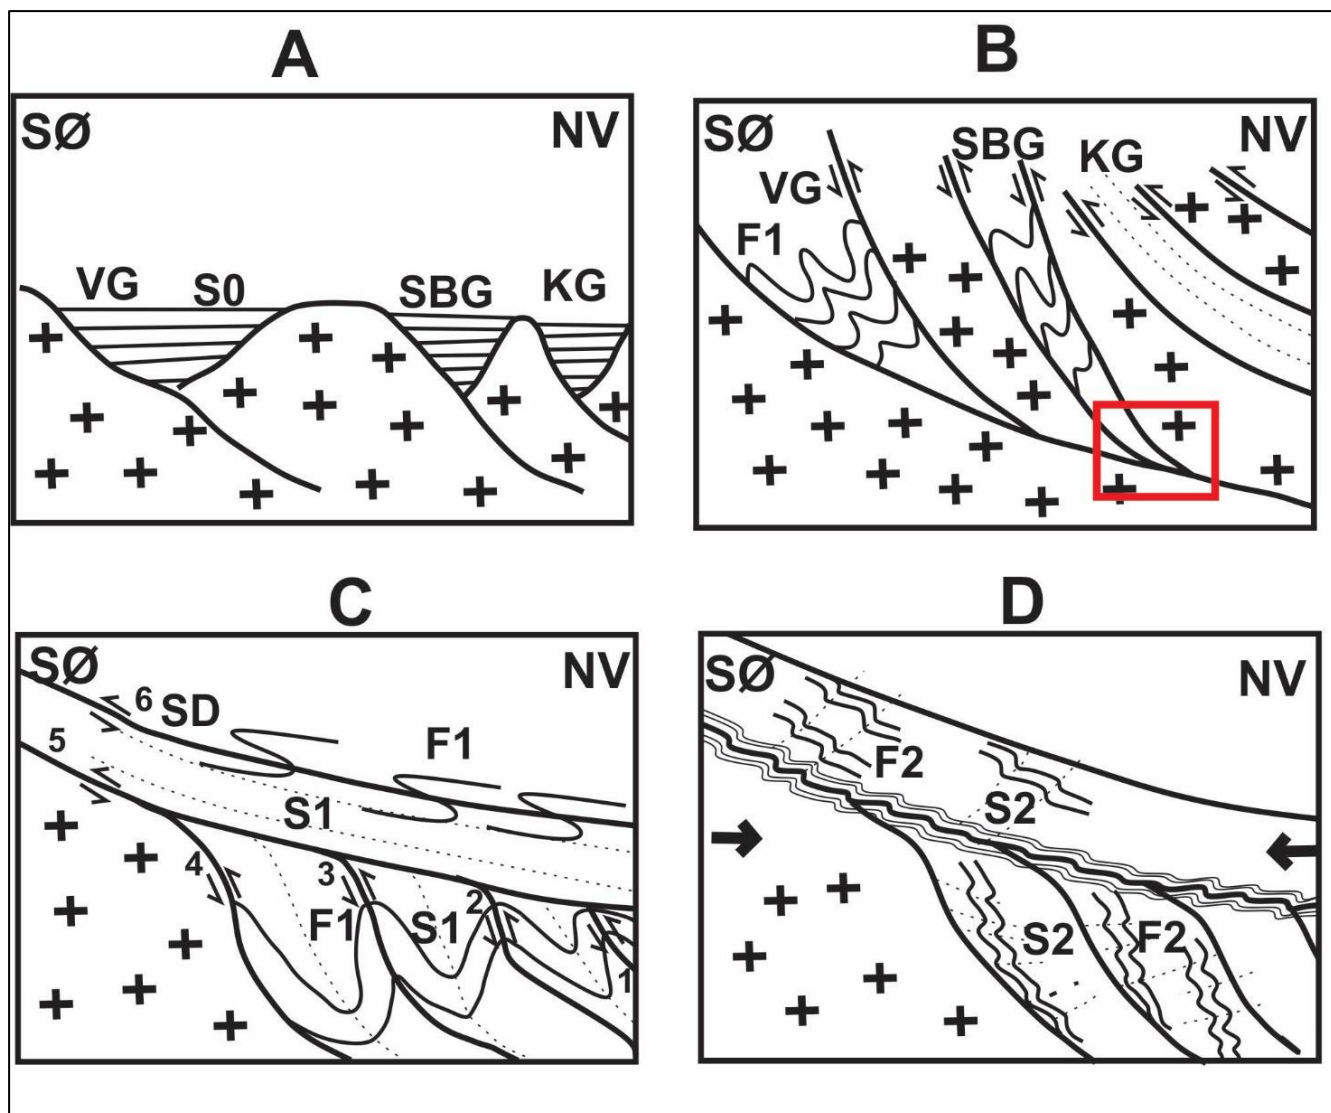 A
SØ NV
VG S0 SBG KG
B
SØ SBG KG NV
VG
F1
C
SØ NV
6 SD
5 F1
S1
4 3 2
F1 S1
1
D
SØ NV
F2
S2
S2 F2